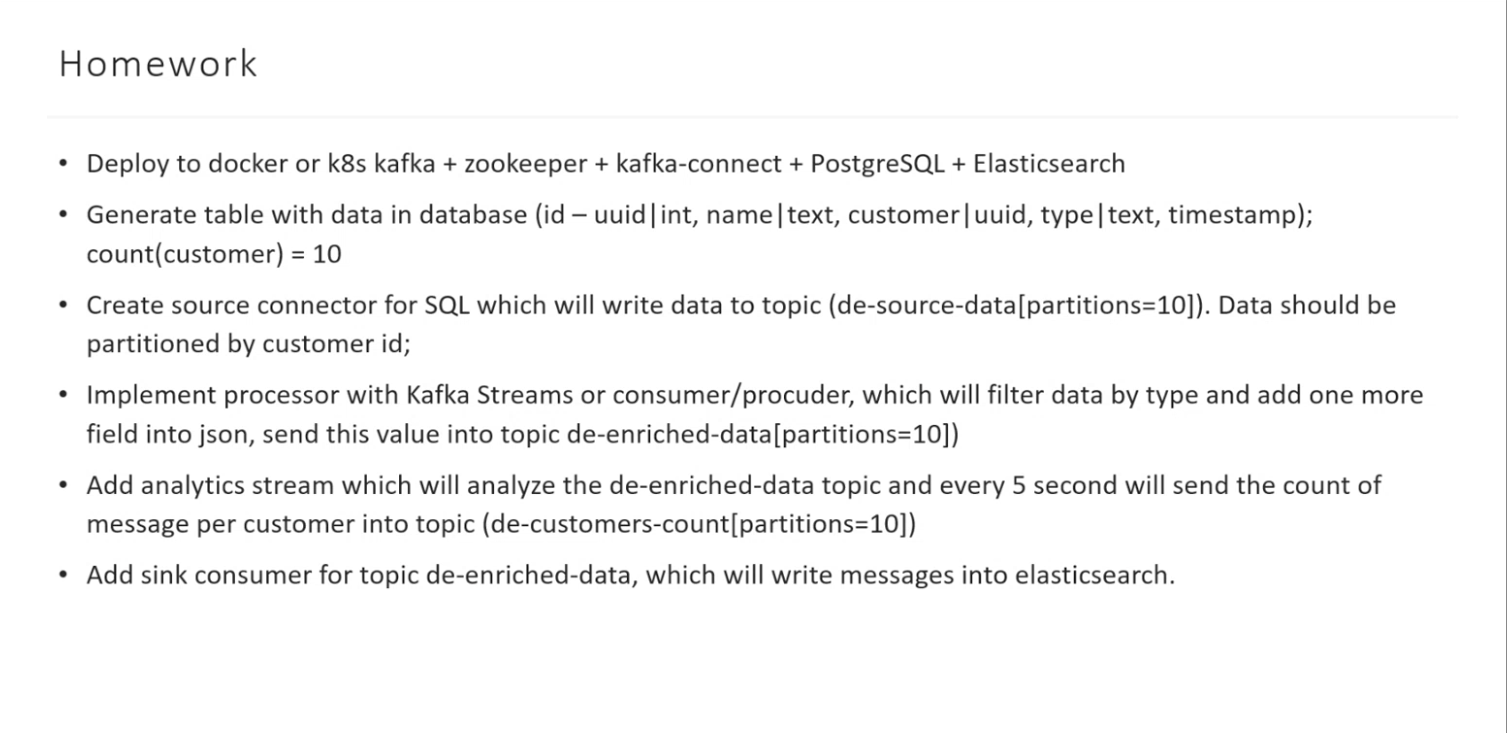 Homework
• Deploy to docker or k8s kafka + zookeeper + kafka-connect + PostgreSQL + Elasticsearch
• Generate table with data in database (id – uuid|int, name|text, customer|uuid, type|text, timestamp);
count(customer) = 10
• Create source connector for SQL which will write data to topic (de-source-data[partitions=10]). Data should be
partitioned by customer id;
• Implement processor with Kafka Streams or consumer/procuder, which will filter data by type and add one more
field into json, send this value into topic de-enriched-data[partitions=10])
• Add analytics stream which will analyze the de-enriched-data topic and every 5 second will send the count of
message per customer into topic (de-customers-count[partitions=10])
• Add sink consumer for topic de-enriched-data, which will write messages into elasticsearch.